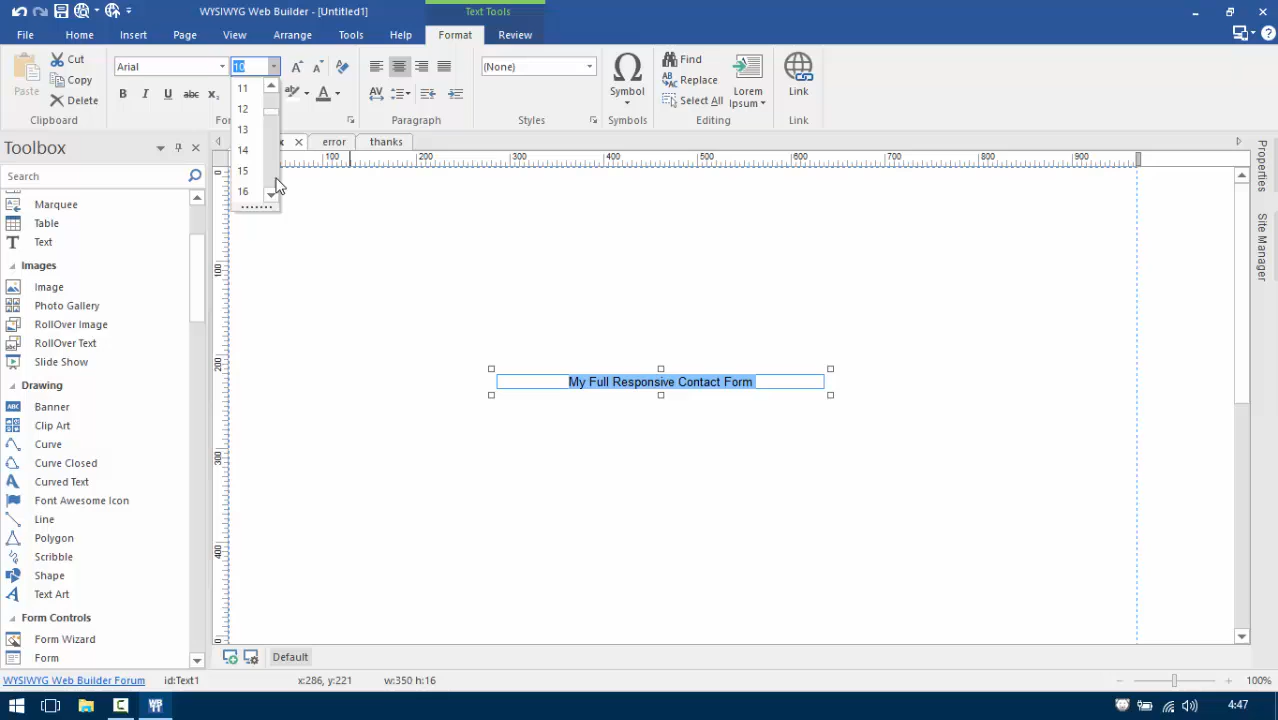 WYSIWYG Web Builder - [Untitled1]
Text Tools
File
Home
Insert
Page
View
Arrange
Tools
Help
Format
Review
Paste
Cut
Copy
Delete
Clipboard
Arial
10
11
12
13
14
15
16
Paragraph
(None)
Styles
Symbol
Symbols
Find
Replace
Select All
Lorem
Ipsum
Editing
Link
Link
Toolbox
Search
Marquee
Table
Text
Images
Image
Photo Gallery
RollOver Image
RollOver Text
Slide Show
Drawing
Banner
Clip Art
Curve
Curve Closed
Curved Text
Font Awesome Icon
Line
Polygon
Scribble
Shape
Text Art
Form Controls
Form Wizard
Form
error
thanks
100
200
300
400
500
600
700
800
900
0
100
200
300
400
My Full Responsive Contact Form
Properties
Site Manager
Default
WYSIWYG Web Builder Forum
id:Text1
x:286, y:221
w:350 h:16
100%
WB
4:47